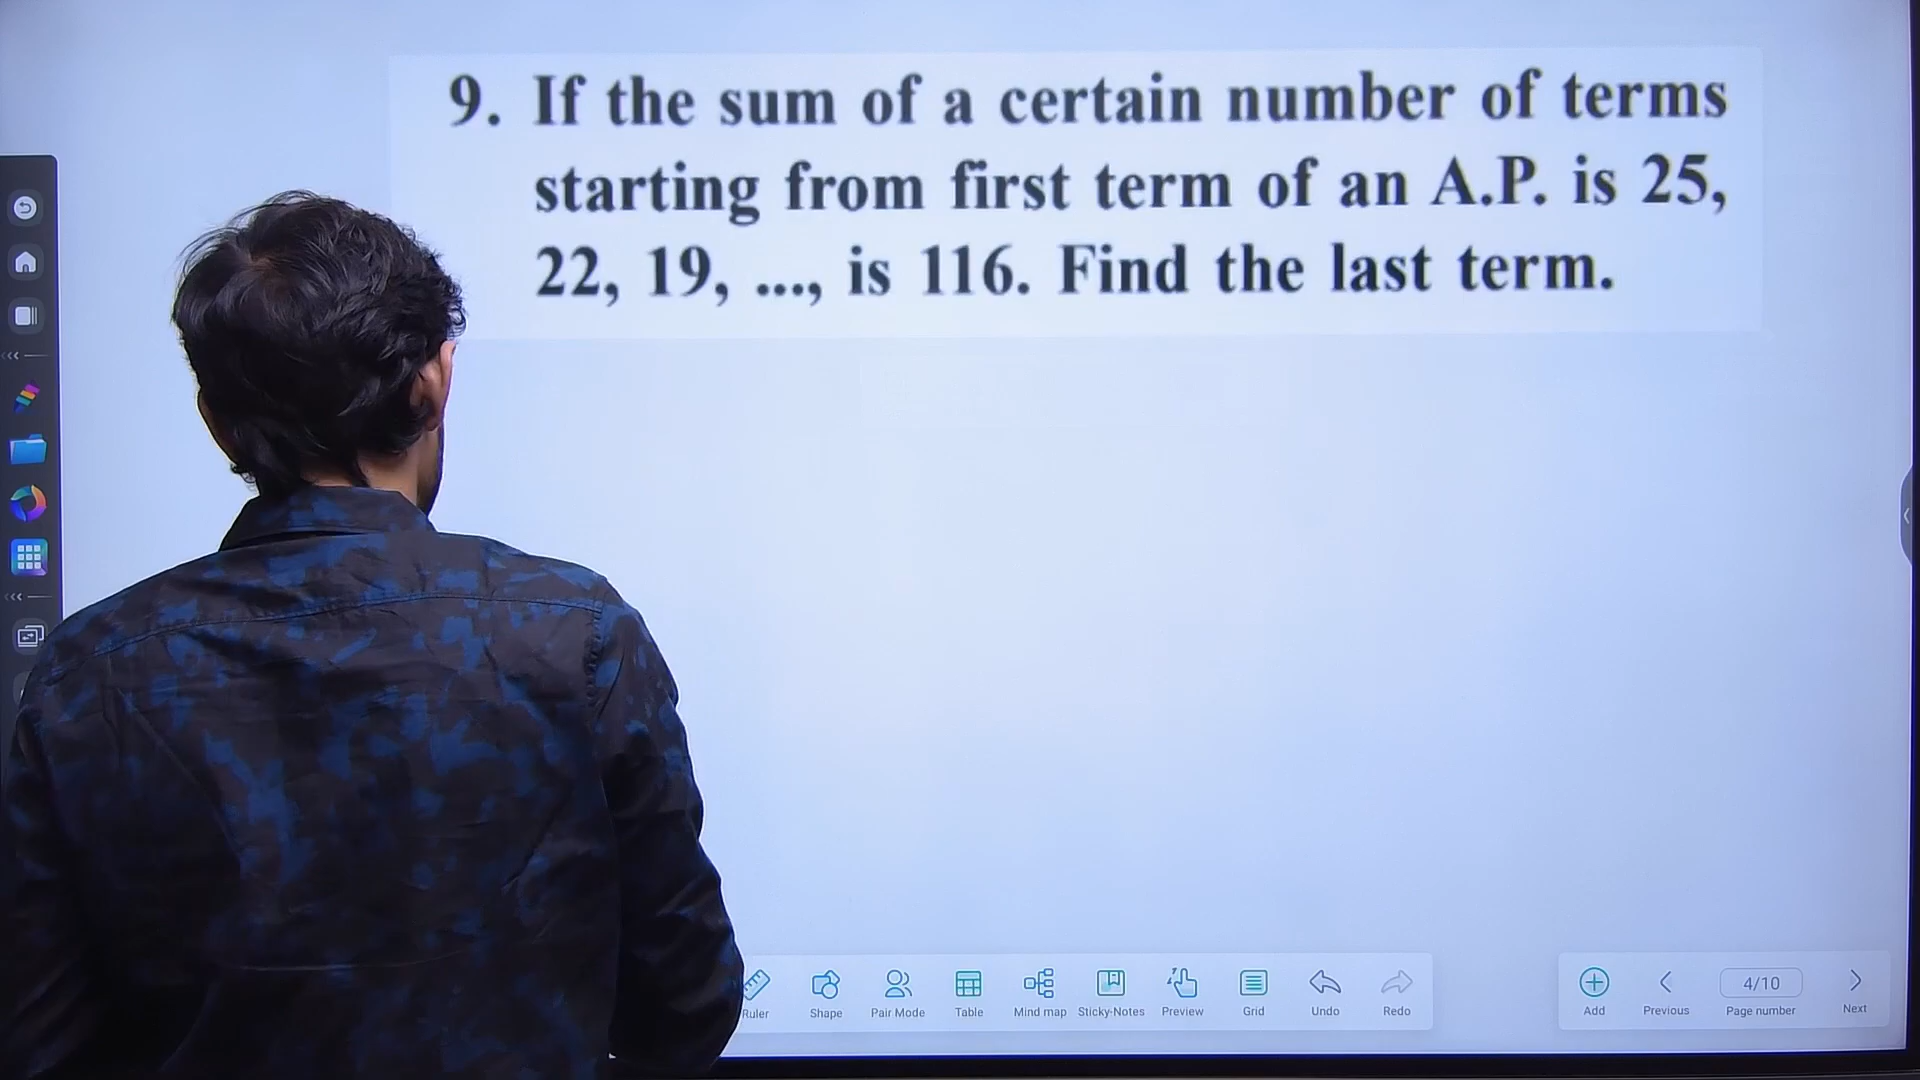 9. If the sum of a certain number of terms
starting from first term of an A.P. is 25,
22, 19, ..., is 116. Find the last term.
Ruler Shape Pair Mode Table Mind map Sticky-Notes Preview Grid Undo Redo
Add Previous 4/10 Page number Next